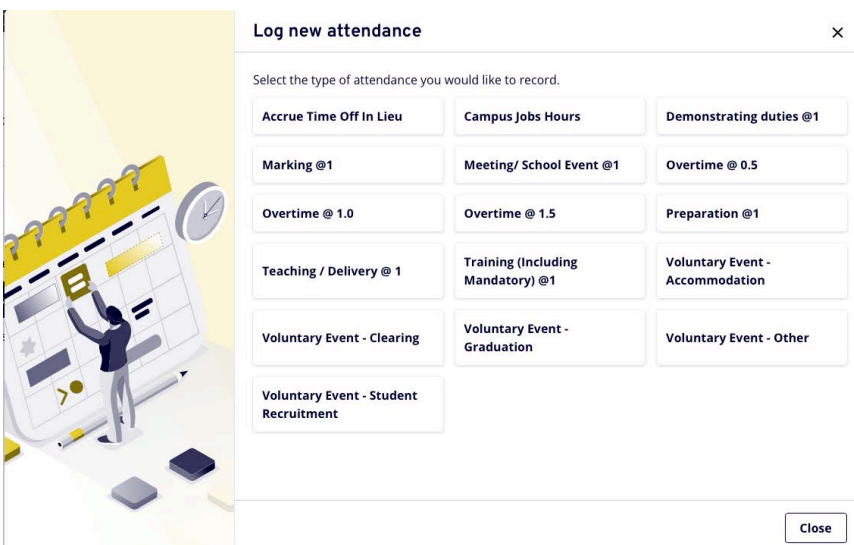 Log new attendance
Select the type of attendance you would like to record.
Accrue Time Off In Lieu
Campus Jobs Hours
Demonstrating duties @1
Marking @1
Meeting/ School Event @1
Overtime @ 0.5
Overtime @ 1.0
Overtime @ 1.5
Preparation @1
Teaching / Delivery @ 1
Training (Including
Mandatory) @1
Voluntary Event -
Accommodation
Voluntary Event - Clearing
Voluntary Event -
Graduation
Voluntary Event - Other
Voluntary Event - Student
Recruitment
Close